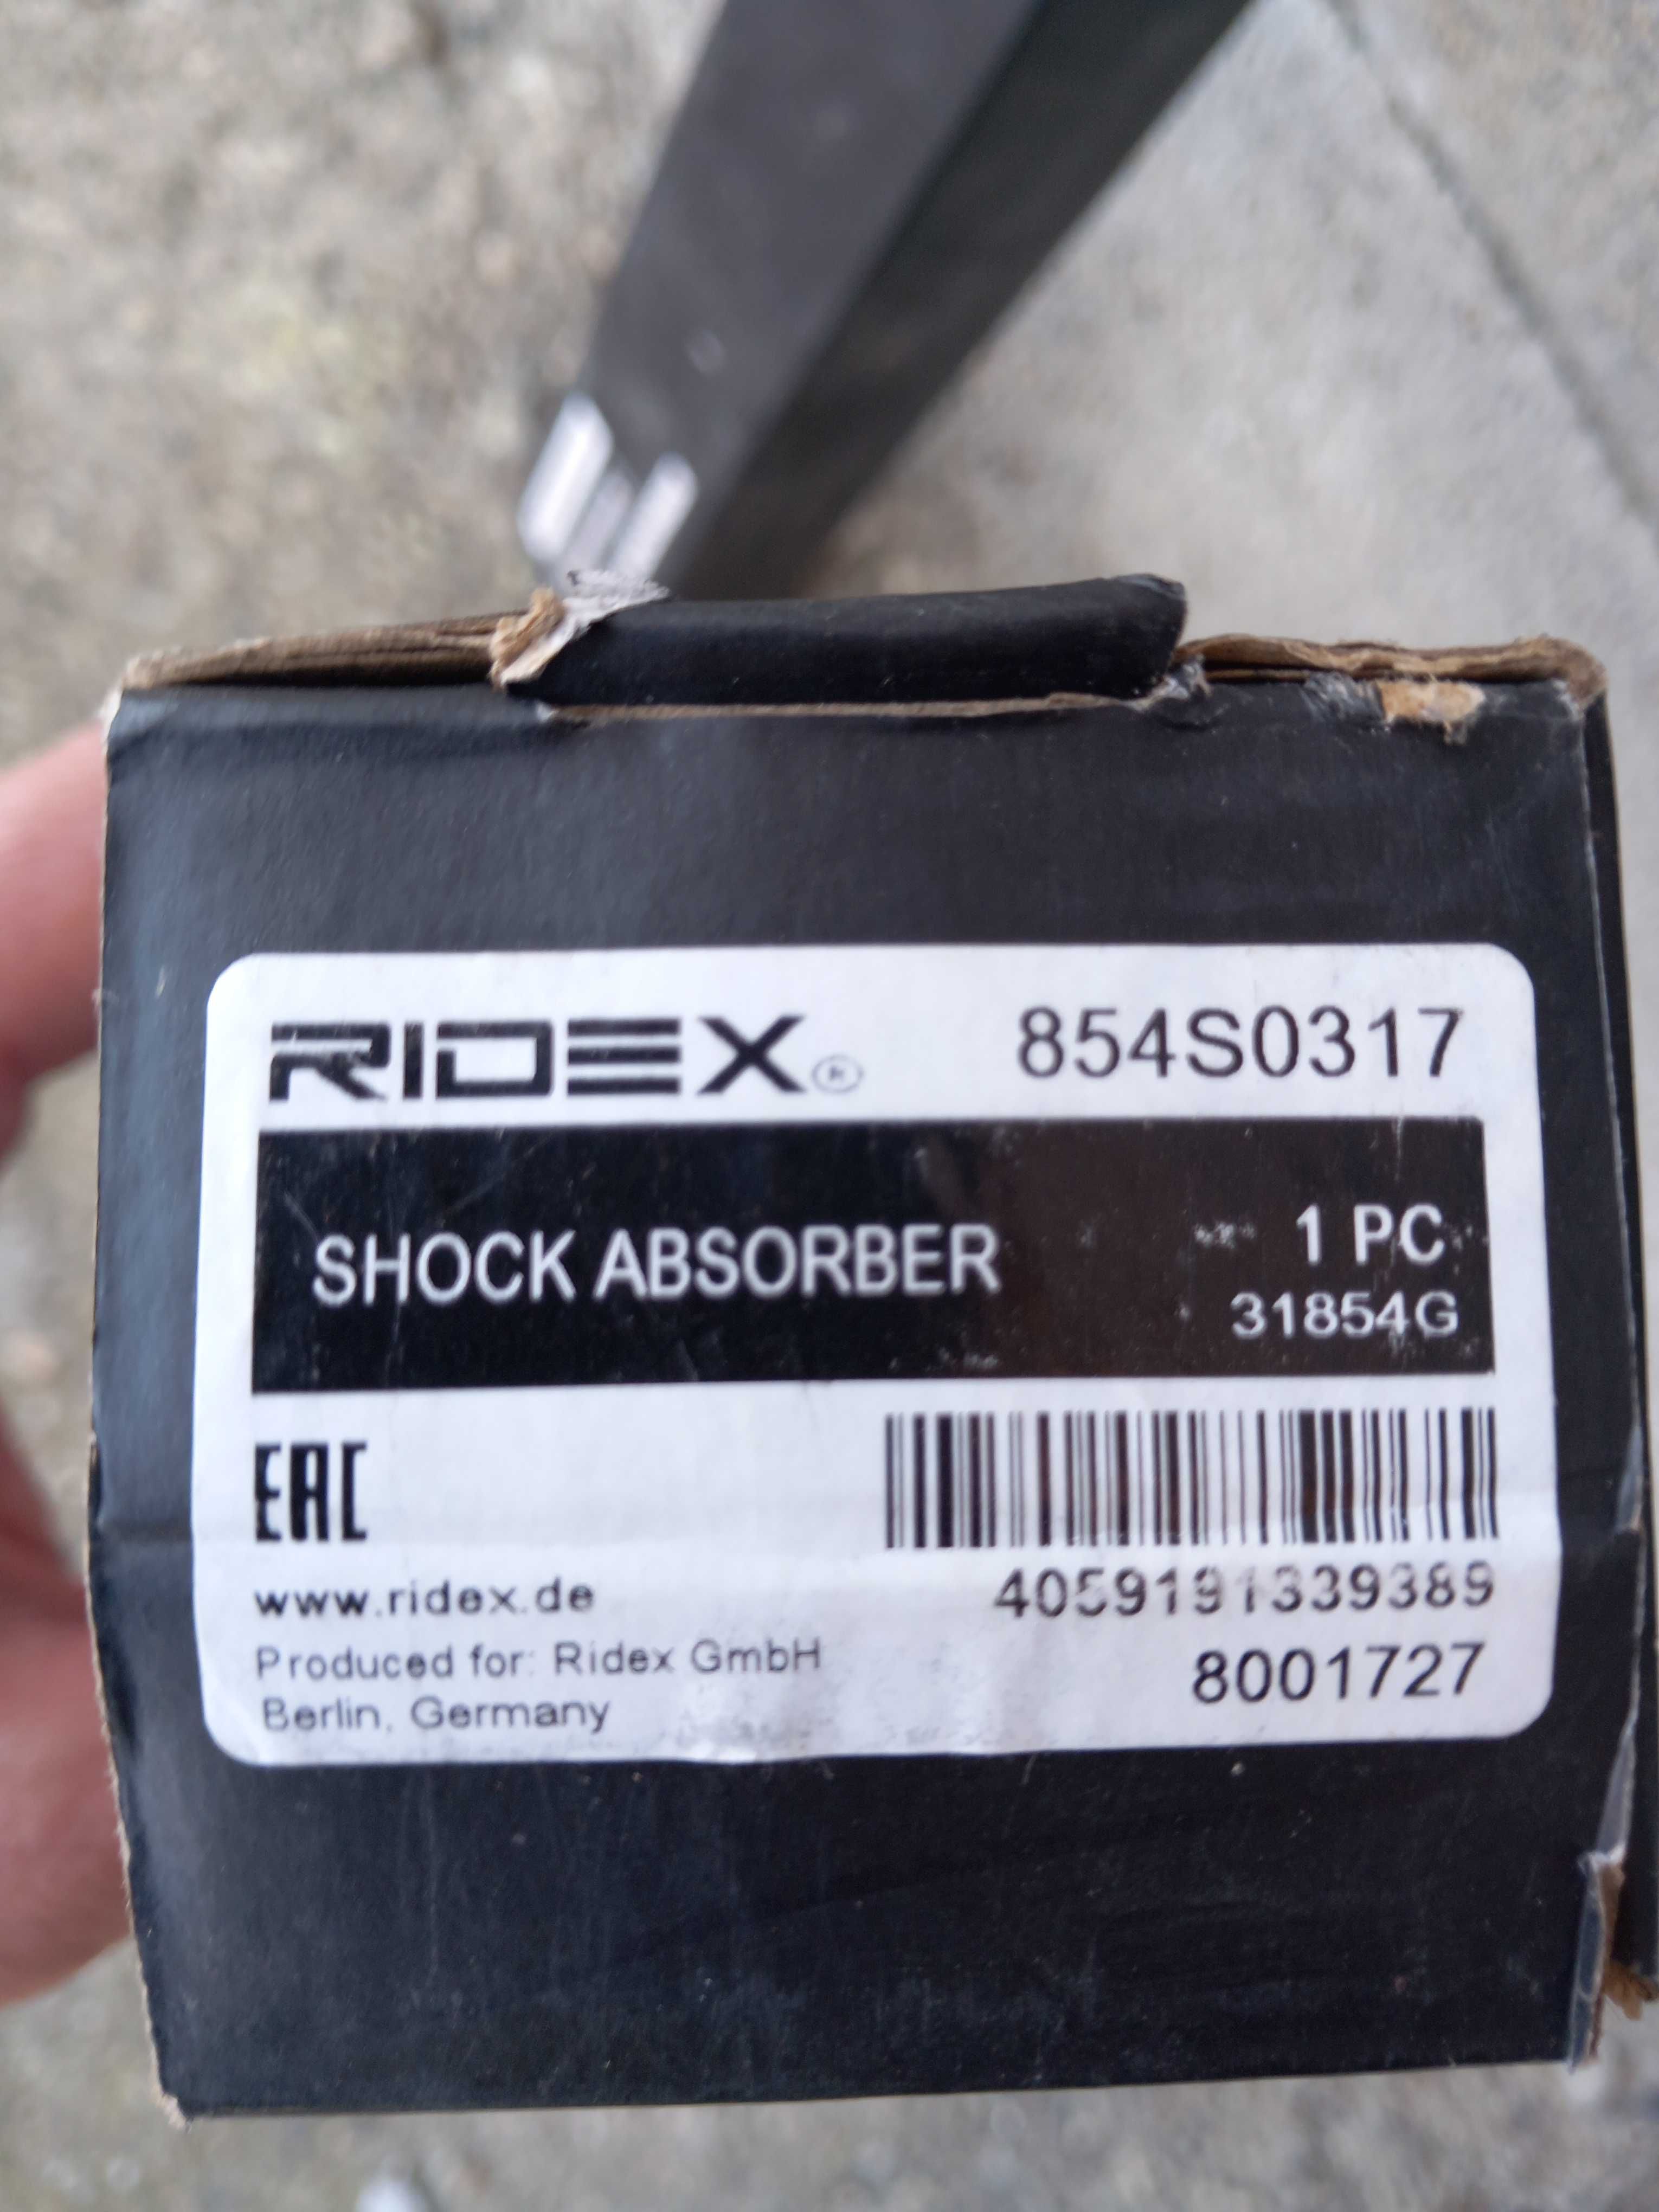 RIDEX® 854S0317
SHOCK ABSORBER 1 PC
31854G
EAC
www.ridex.de 4059191339389
Produced for: Ridex GmbH 8001727
Berlin, Germany